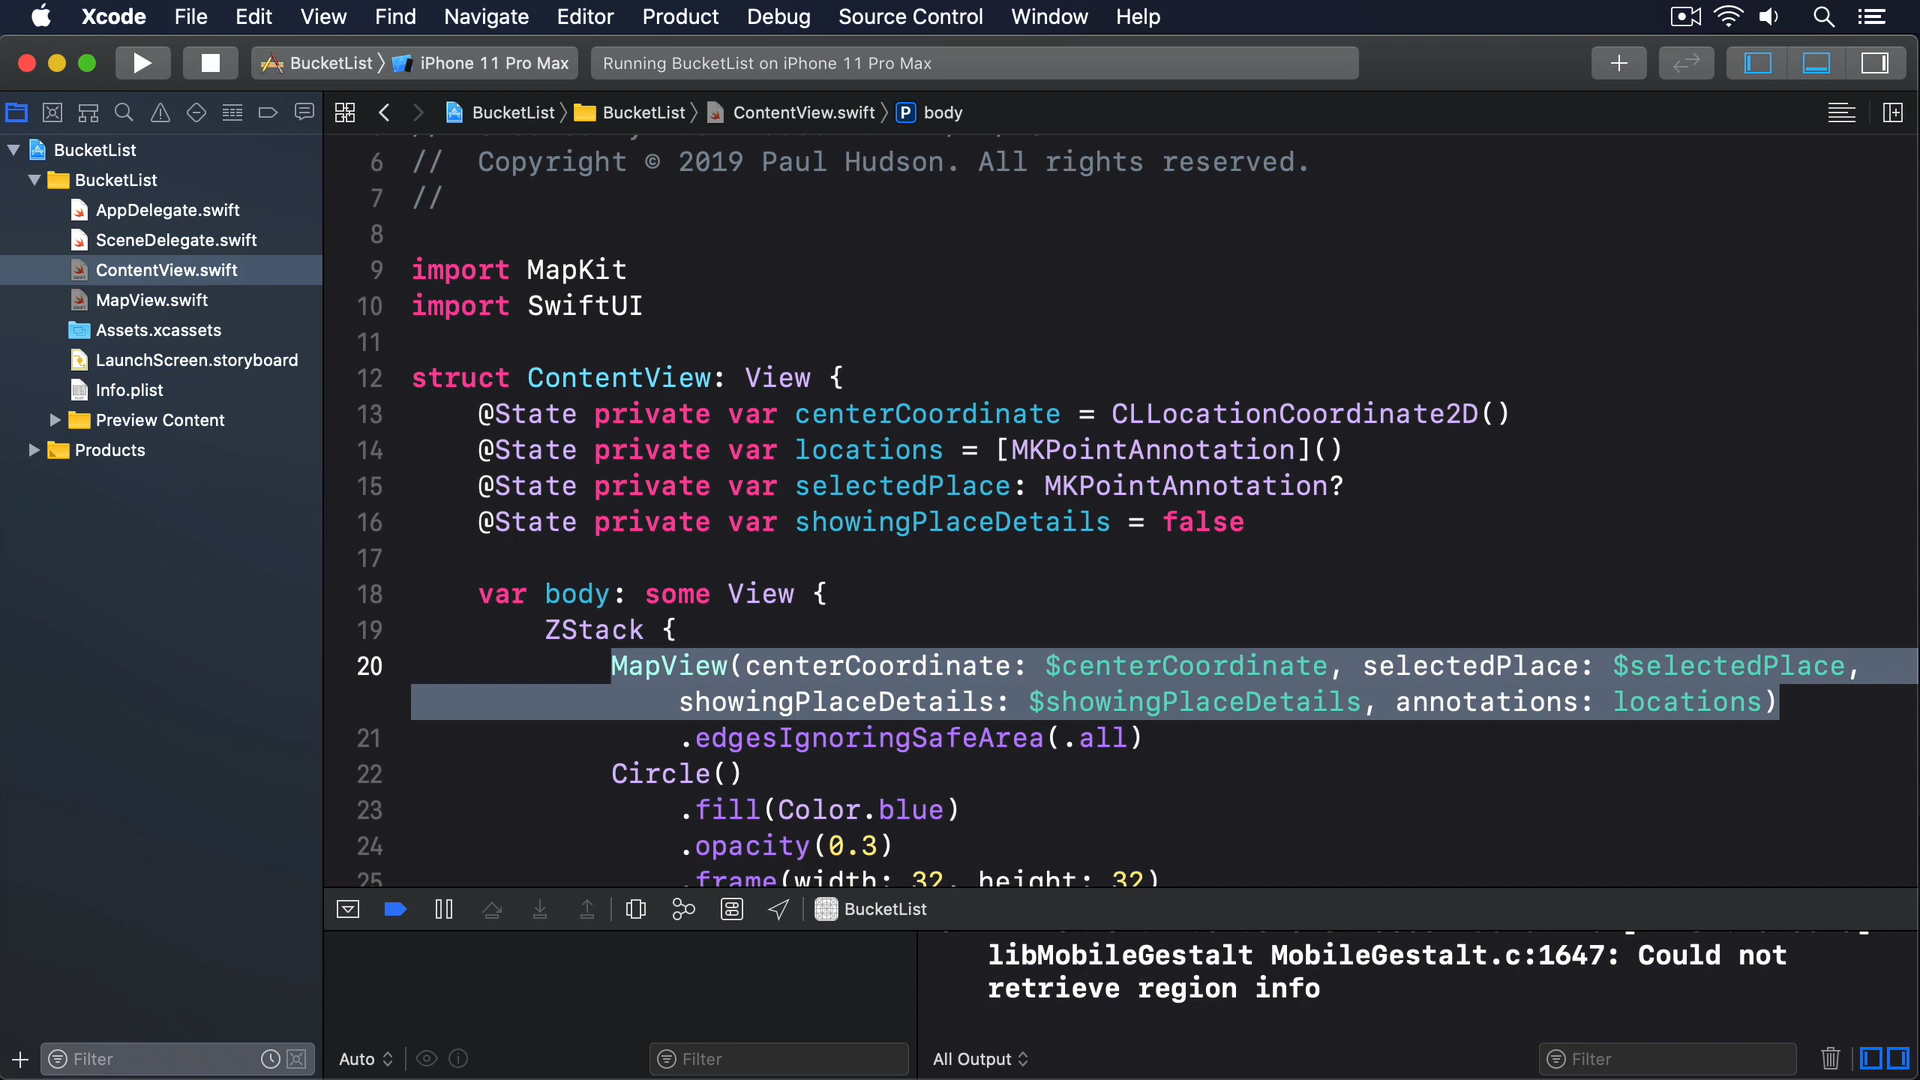 Xcode File Edit View Find Navigate Editor Product Debug Source Control Window Help
BucketList iPhone 11 Pro Max
Running BucketList on iPhone 11 Pro Max
BucketList BucketList ContentView.swift P body
BucketList
BucketList
AppDelegate.swift
SceneDelegate.swift
ContentView.swift
MapView.swift
Assets.xcassets
LaunchScreen.storyboard
Info.plist
Preview Content
Products
6 //  Copyright © 2019 Paul Hudson. All rights reserved.
7 //
8
9 import MapKit
10 import SwiftUI
11
12 struct ContentView: View {
13 @State private var centerCoordinate = CLLocationCoordinate2D()
14 @State private var locations = [MKPointAnnotation]()
15 @State private var selectedPlace: MKPointAnnotation?
16 @State private var showingPlaceDetails = false
17
18 var body: some View {
19 ZStack {
20 MapView(centerCoordinate: $centerCoordinate, selectedPlace: $selectedPlace,
showingPlaceDetails: $showingPlaceDetails, annotations: locations)
21 .edgesIgnoringSafeArea(.all)
22 Circle()
23 .fill(Color.blue)
24 .opacity(0.3)
25 .frame(width: 32, height: 32)
BucketList
libMobileGestalt MobileGestalt.c:1647: Could not
retrieve region info
Filter
Auto
Filter
All Output
Filter